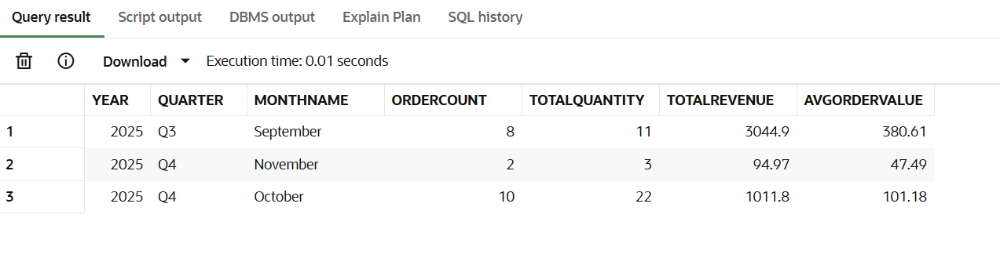 Query result Script output DBMS output Explain Plan SQL history
Download Execution time: 0.01 seconds
YEAR QUARTER MONTHNAME ORDERCOUNT TOTALQUANTITY TOTALREVENUE AVGORDERVALUE
1 2025 Q3 September 8 11 3044.9 380.61
2 2025 Q4 November 2 3 94.97 47.49
3 2025 Q4 October 10 22 1011.8 101.18